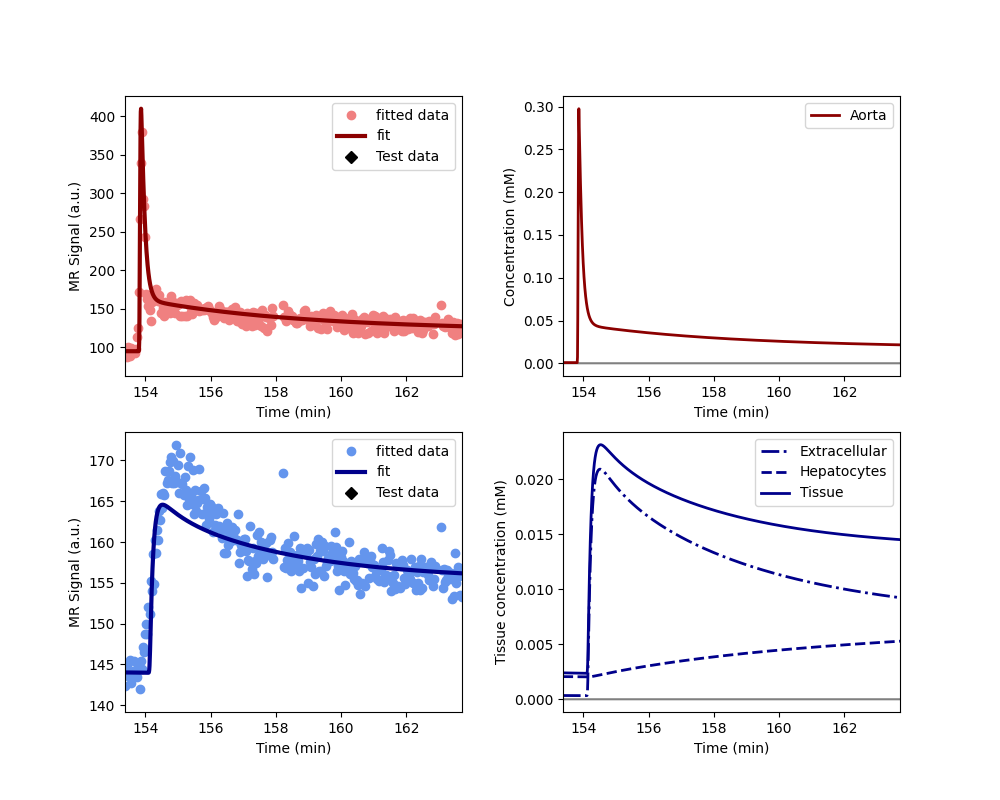 MR Signal (a.u.)
400
350
300
250
200
150
100
154
156
158
160
162
Time (min)
fitted data
fit
Test data
Concentration (mM)
0.30
0.25
0.20
0.15
0.10
0.05
0.00
154
156
158
160
162
Time (min)
Aorta
MR Signal (a.u.)
170
165
160
155
150
145
140
154
156
158
160
162
Time (min)
fitted data
fit
Test data
Tissue concentration (mM)
0.020
0.015
0.010
0.005
0.000
154
156
158
160
162
Time (min)
Extracellular
Hepatocytes
Tissue